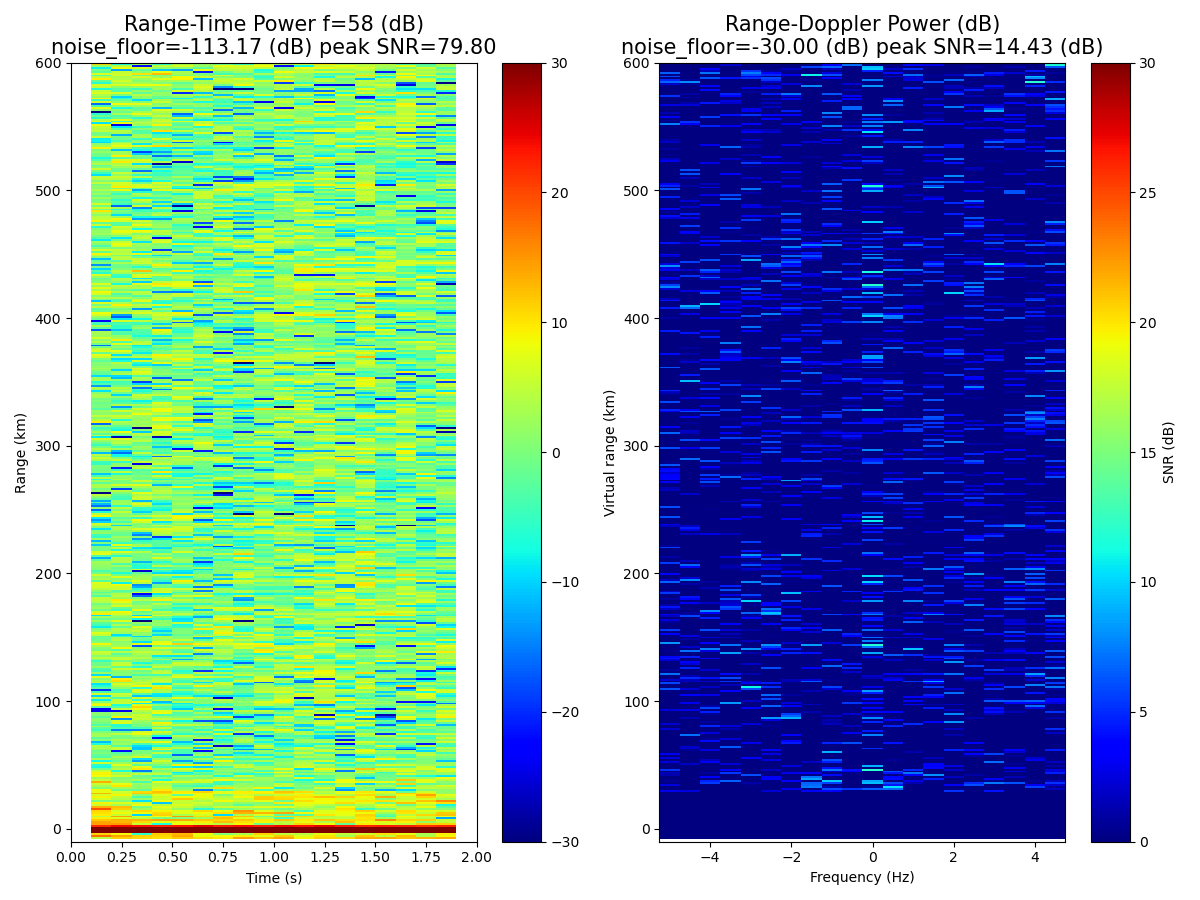 Range-Time Power f=58 (dB)
noise_floor=-113.17 (dB) peak SNR=79.80
600
500
400
300
200
100
0
Range (km)
0.00 0.25 0.50 0.75 1.00 1.25 1.50 1.75 2.00
Time (s)
30
20
10
0
−10
−20
−30
Range-Doppler Power (dB)
noise_floor=-30.00 (dB) peak SNR=14.43 (dB)
600
500
400
300
200
100
0
Virtual range (km)
−4 −2 0 2 4
Frequency (Hz)
30
25
20
15
10
5
0
SNR (dB)